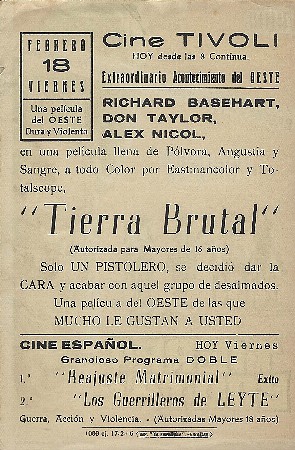 FEBRERO
18
VIERNES
Una película
del OESTE
Dura y Violenta
Cine TIVOLI
HOY desde las 8 Continua.
Extraordinario Acontecimiento del OESTE
RICHARD BASEHART,
DON TAYLOR,
ALEX NICOL,
en una película llena de Pólvora, Angustia y
Sangre, a todo Color por Eastmancolor y To-
talscope,
"Tierra Brutal"
(Autorizada para Mayores de 16 años)
Solo UN PISTOLERO, se decidió dar la
CARA y acabar con aquel grupo de desalmados.
Una película del OESTE de las que
MUCHO LE GUSTAN A USTED
CINE ESPAÑOL. HOY Viernes
Grandioso Programa DOBLE
1.º "Reajuste Matrimonial" Exito
2.º "Los Guerrilleros de LEYTE"
Guerra, Acción y Violencia. - (Autorizadas Mayores 18 años)
1000 ej. 17-2-6